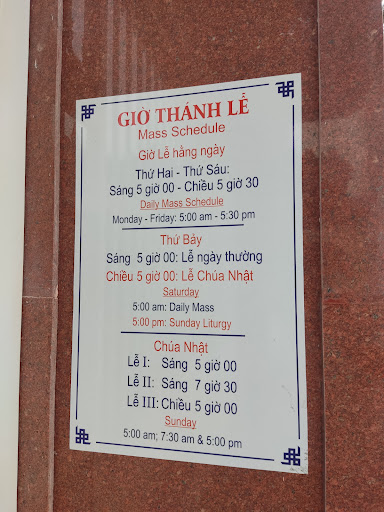 GIỜ THÁNH LỄ
Mass Schedule
Giờ Lễ hằng ngày
Thứ Hai - Thứ Sáu:
Sáng 5 giờ 00 - Chiều 5 giờ 30
Daily Mass Schedule
Monday - Friday: 5:00 am - 5:30 pm
Thứ Bảy
Sáng 5 giờ 00: Lễ ngày thường
Chiều 5 giờ 00: Lễ Chúa Nhật
Saturday
5:00 am: Daily Mass
5:00 pm: Sunday Liturgy
Chúa Nhật
Lễ I: Sáng 5 giờ 00
Lễ II: Sáng 7 giờ 30
Lễ III: Chiều 5 giờ 00
Sunday
5:00 am; 7:30 am & 5:00 pm